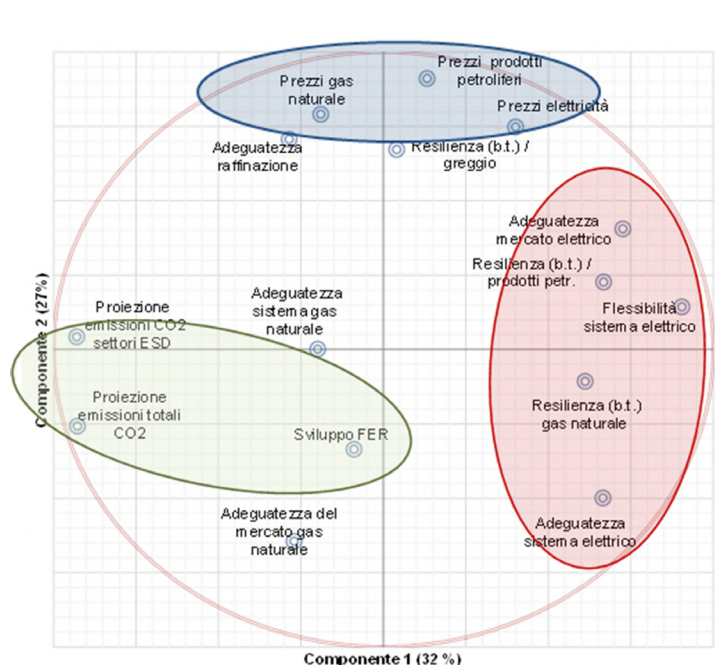 Prezzi prodotti
petroliferi
Prezzi gas
naturale
Prezzi elettricità
Adeguatezza
raffinazione
Resilienza (b.t.) /
greggio
Adeguatezza
mercato elettrico
Resilienza (b.t.) /
prodotti petr.
Flessibilità
sistema elettrico
Adeguatezza
sistema gas
naturale
Proiezione
emissioni CO2
settori ESD
Componente 2 (27%)
Proiezione
emissioni totali
CO2
Resilienza (b.t.)
gas naturale
Sviluppo FER
Adeguatezza del
mercato gas
naturale
Adeguatezza
sistema elettrico
Componente 1 (32 %)